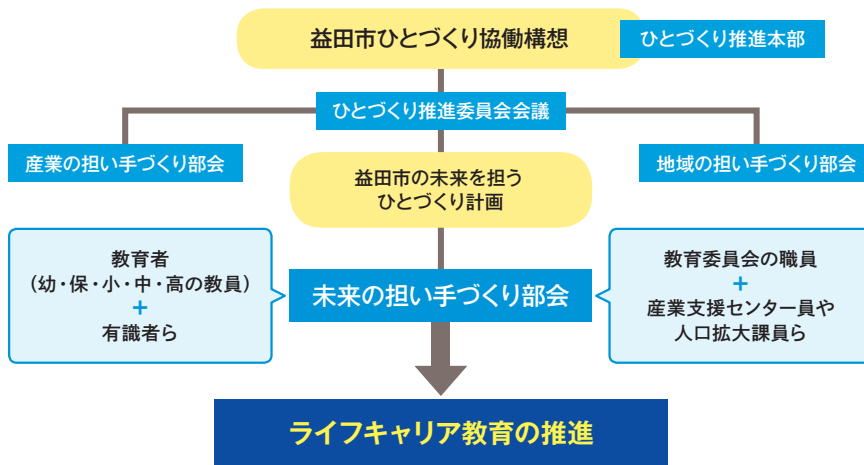 益田市ひとづくり協働構想
ひとづくり推進本部
ひとづくり推進委員会会議
産業の担い手づくり部会
地域の担い手づくり部会
益田市の未来を担う
ひとづくり計画
教育者
(幼・保・小・中・高の教員)
+
有識者ら
未来の担い手づくり部会
教育委員会の職員
+
産業支援センター員や
人口拡大課員ら
ライフキャリア教育の推進